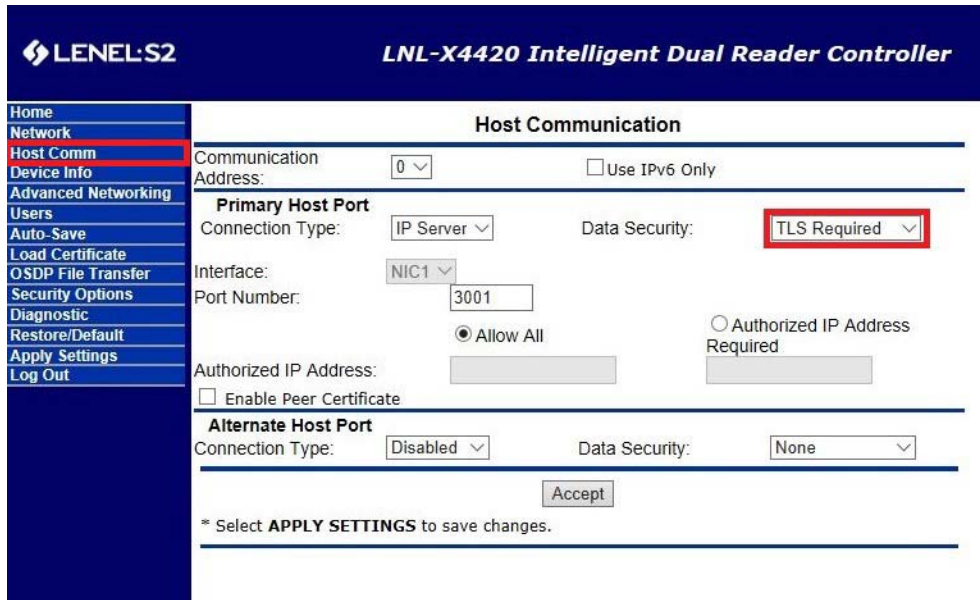 LENEL·S2
LNL-X4420 Intelligent Dual Reader Controller
Home
Network
Host Comm
Device Info
Advanced Networking
Users
Auto-Save
Load Certificate
OSDP File Transfer
Security Options
Diagnostic
Restore/Default
Apply Settings
Log Out
Host Communication
Communication Address: 0 Use IPv6 Only
Primary Host Port
Connection Type: IP Server Data Security: TLS Required
Interface: NIC1
Port Number: 3001
Allow All Authorized IP Address Required
Authorized IP Address:
Enable Peer Certificate
Alternate Host Port
Connection Type: Disabled Data Security: None
Accept
* Select APPLY SETTINGS to save changes.